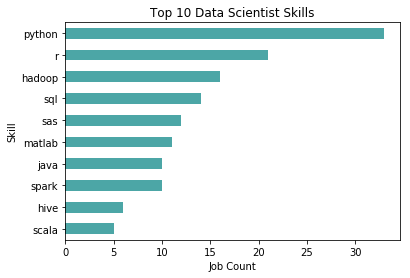 Top 10 Data Scientist Skills
python
r
hadoop
sql
sas
matlab
java
spark
hive
scala
Skill
0 5 10 15 20 25 30
Job Count